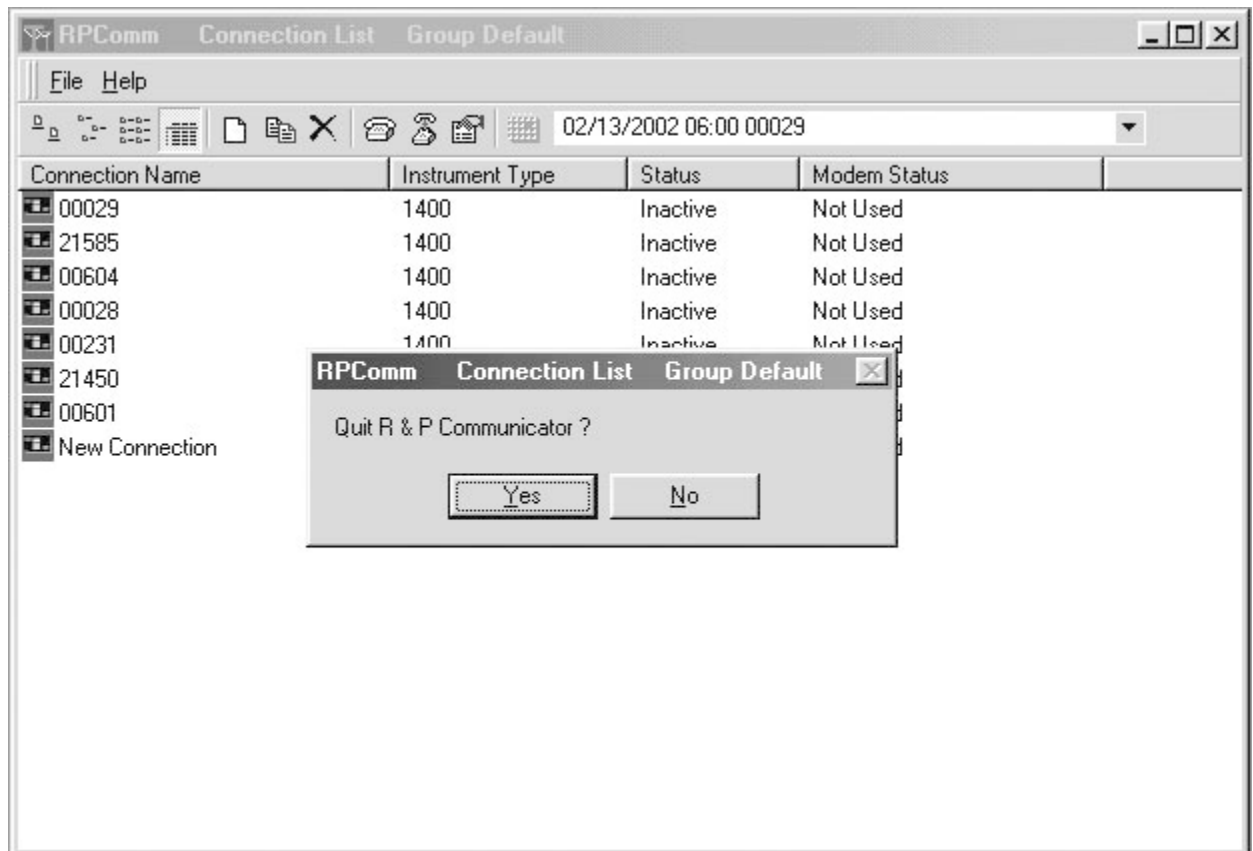 RPComm Connection List Group Default
File Help
02/13/2002 06:00 00029
Connection Name Instrument Type Status Modem Status
00029 1400 Inactive Not Used
21585 1400 Inactive Not Used
00604 1400 Inactive Not Used
00028 1400 Inactive Not Used
00231 1400 Inactive Not Used
21450
00601
New Connection
RPComm Connection List Group Default
Quit R & P Communicator ?
Yes No